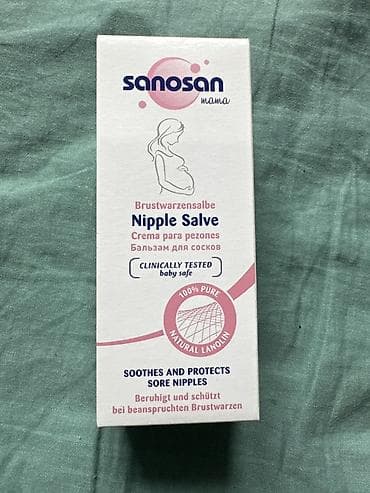 sanosan
mama
Brustwarzensalbe
Nipple Salve
Crema para pezones
Бальзам для сосков
CLINICALLY TESTED
baby safe
100% PURE
NATURAL LANOLIN
SOOTHES AND PROTECTS
SORE NIPPLES
Beruhigt und schützt
bei beanspruchten Brustwarzen